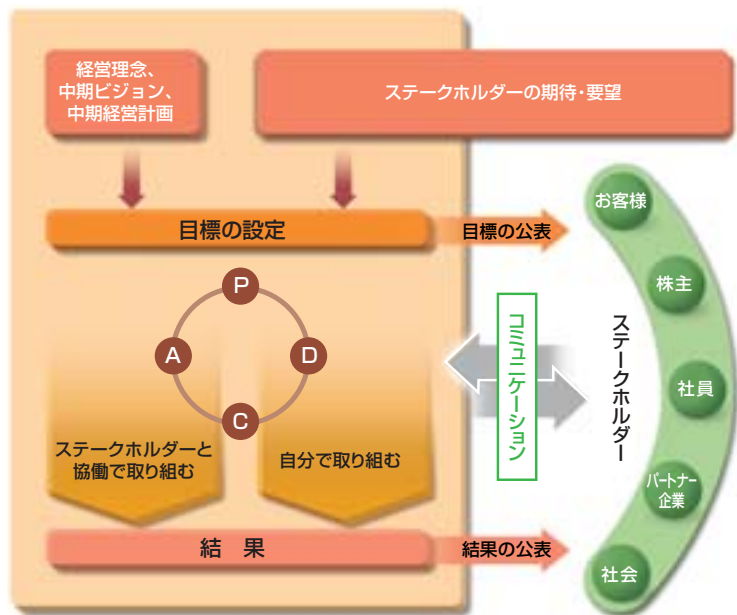 経営理念、
中期ビジョン、
中期経営計画
ステークホルダーの期待・要望
目標の設定
目標の公表
P
D
C
A
ステークホルダーと
協働で取り組む
自分で取り組む
コミュニケーション
ステークホルダー
お客様
株主
社員
パートナー
企業
社会
結 果
結果の公表